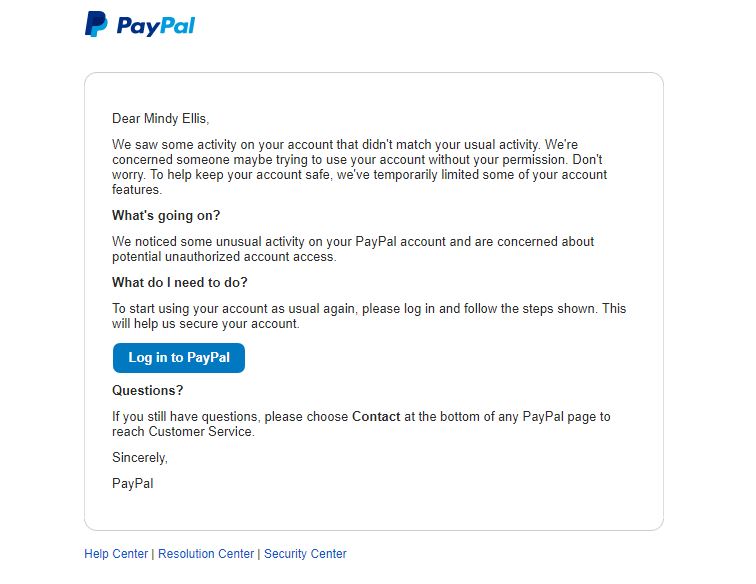 PayPal
Dear Mindy Ellis,
We saw some activity on your account that didn't match your usual activity. We're
concerned someone maybe trying to use your account without your permission. Don't
worry. To help keep your account safe, we've temporarily limited some of your account
features.
What's going on?
We noticed some unusual activity on your PayPal account and are concerned about
potential unauthorized account access.
What do I need to do?
To start using your account as usual again, please log in and follow the steps shown. This
will help us secure your account.
Log in to PayPal
Questions?
If you still have questions, please choose Contact at the bottom of any PayPal page to
reach Customer Service.
Sincerely,
PayPal
Help Center | Resolution Center | Security Center